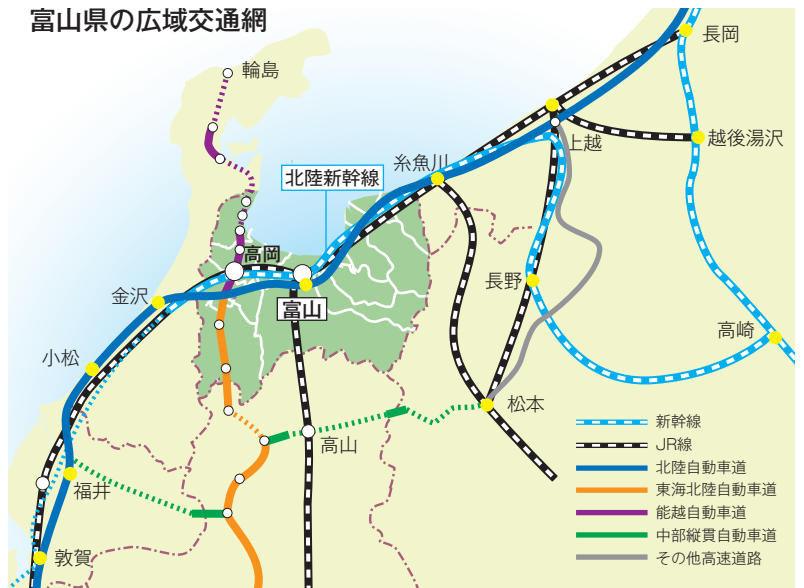 富山県の広域交通網
輪島
長岡
上越
越後湯沢
糸魚川
北陸新幹線
高岡
金沢
富山
長野
高崎
小松
松本
高山
福井
敦賀
新幹線
JR線
北陸自動車道
東海北陸自動車道
能越自動車道
中部縦貫自動車道
その他高速道路